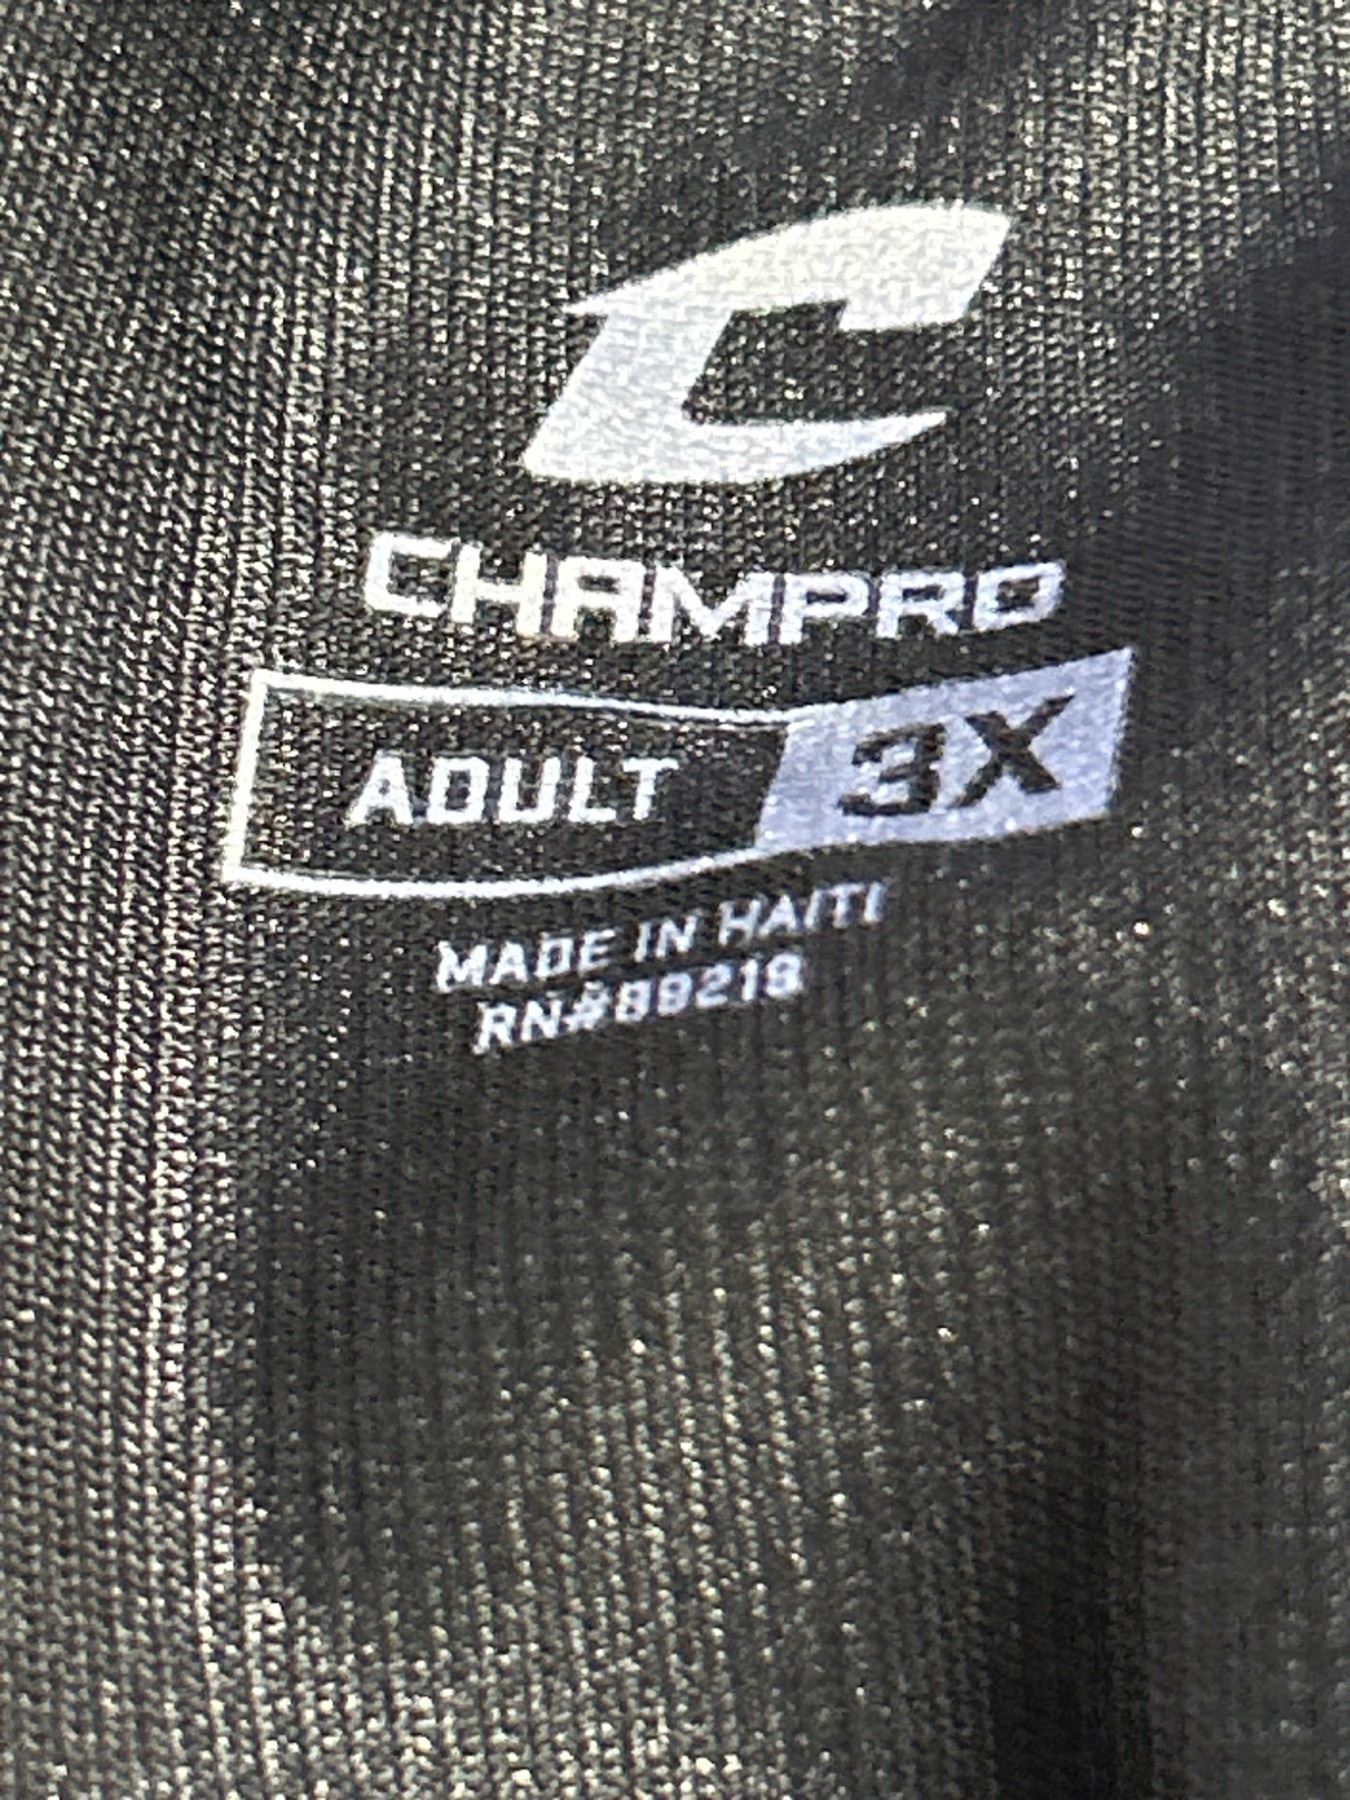 CHAMPRO
ADULT 3X
MADE IN HAITI
RN#89219